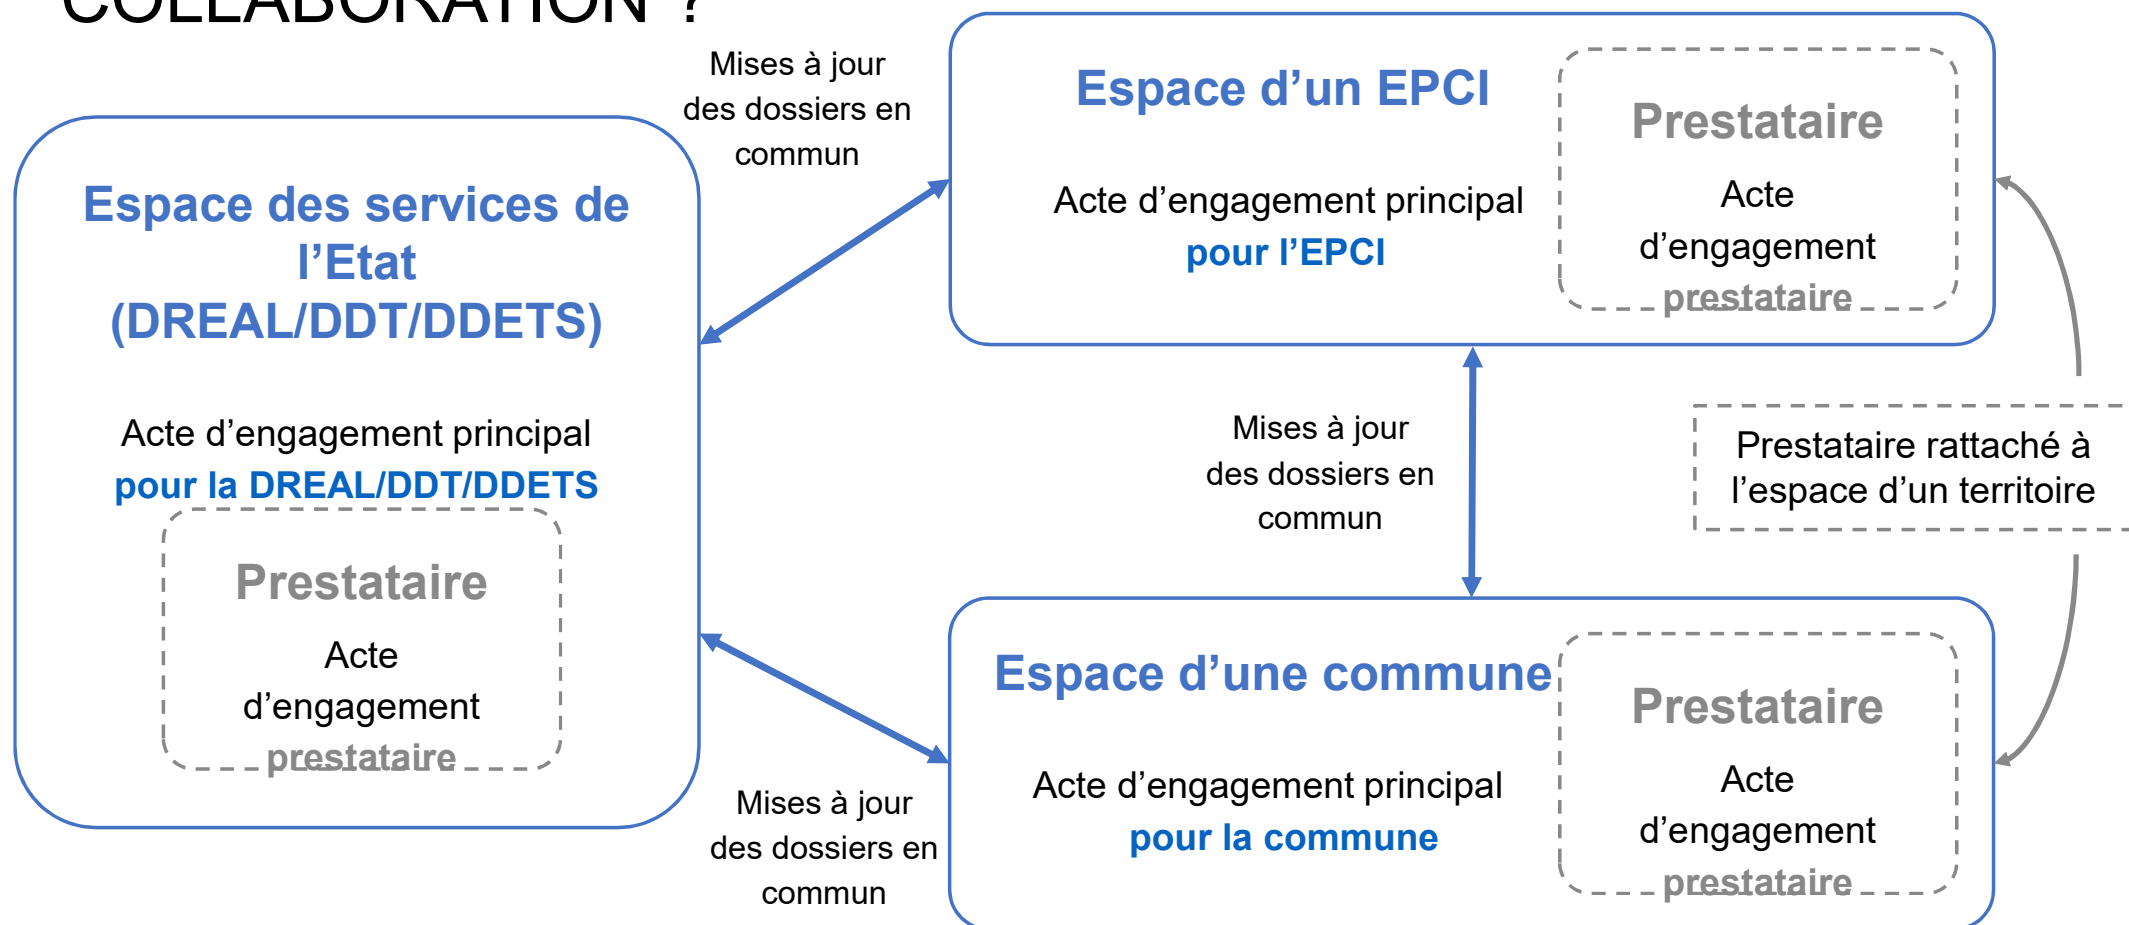 COLLABORATION ?
Mises à jour
des dossiers en
commun
Espace des services de
l’Etat
(DREAL/DDT/DDETS)
Acte d’engagement principal
pour la DREAL/DDT/DDETS
Prestataire
Acte
d’engagement
prestataire
Espace d’un EPCI
Acte d’engagement principal
pour l’EPCI
Prestataire
Acte
d’engagement
prestataire
Mises à jour
des dossiers en
commun
Prestataire rattaché à
l’espace d’un territoire
Mises à jour
des dossiers en
commun
Espace d’une commune
Acte d’engagement principal
pour la commune
Prestataire
Acte
d’engagement
prestataire